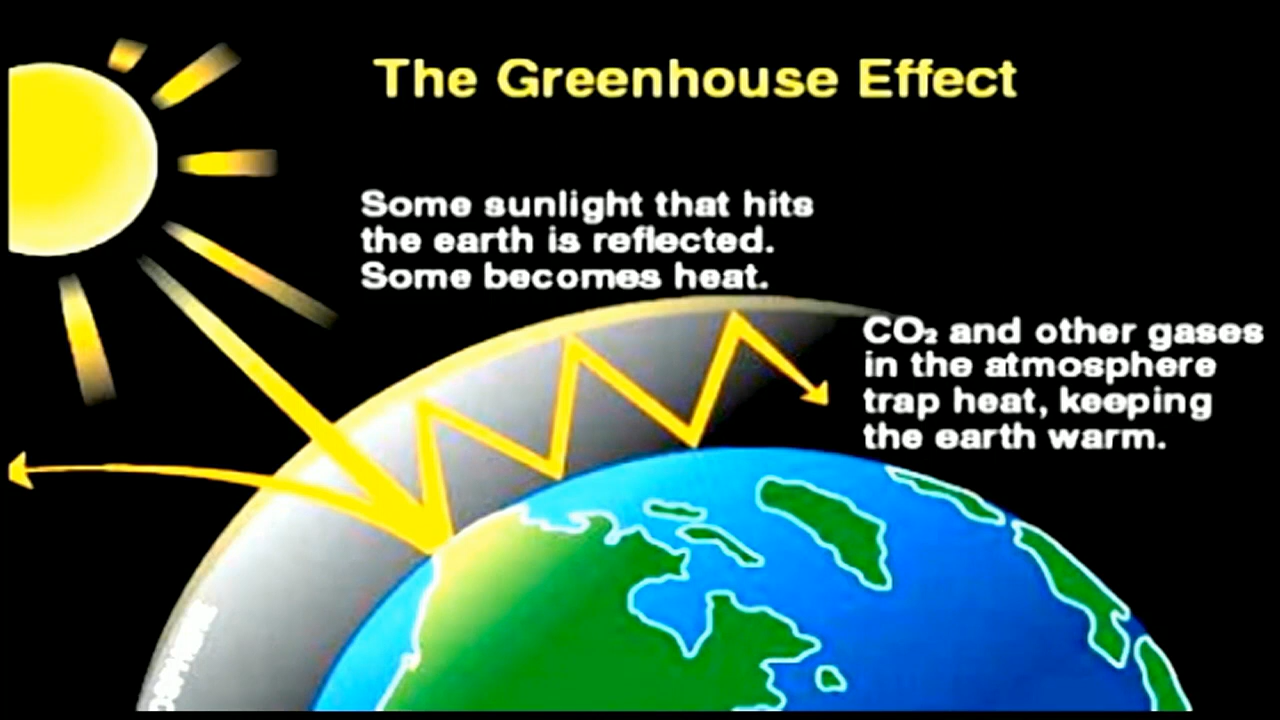 The Greenhouse Effect
Some sunlight that hits
the earth is reflected.
Some becomes heat.
CO₂ and other gases
in the atmosphere
trap heat, keeping
the earth warm.